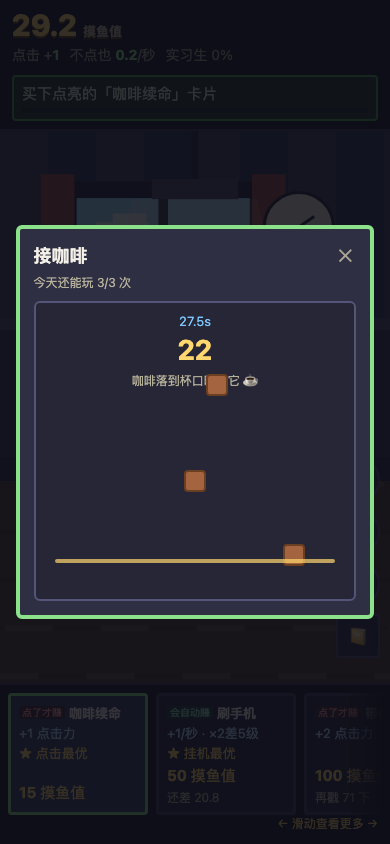 29.2 摸鱼值
点击 +1 不点也 0.2/秒 实习生 0%
买下点亮的「咖啡续命」卡片
接咖啡
今天还能玩 3/3 次
27.5s
22
咖啡落到杯口 它 ☕
点了才赚 咖啡续命
+1 点击力
★ 点击最优
15 摸鱼值
会自动赚 刷手机
+1/秒 · ×2差5级
★ 挂机最优
50 摸鱼值
还差 20.8
点了才赚
+2 点击力
100 摸鱼
再戳 71 下
← 滑动查看更多 →